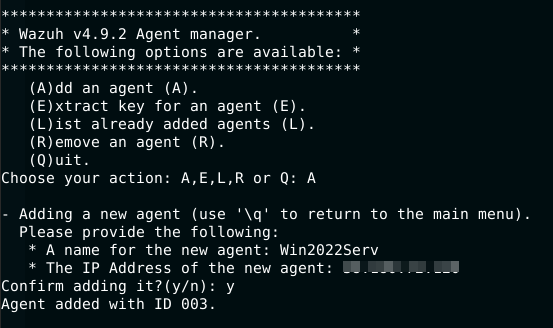 ****************************************
* Wazuh v4.9.2 Agent manager.          *
* The following options are available: *
****************************************
   (A)dd an agent (A).
   (E)xtract key for an agent (E).
   (L)ist already added agents (L).
   (R)emove an agent (R).
   (Q)uit.
Choose your action: A,E,L,R or Q: A

- Adding a new agent (use '\q' to return to the main menu).
  Please provide the following:
   * A name for the new agent: Win2022Serv
   * The IP Address of the new agent:
Confirm adding it?(y/n): y
Agent added with ID 003.